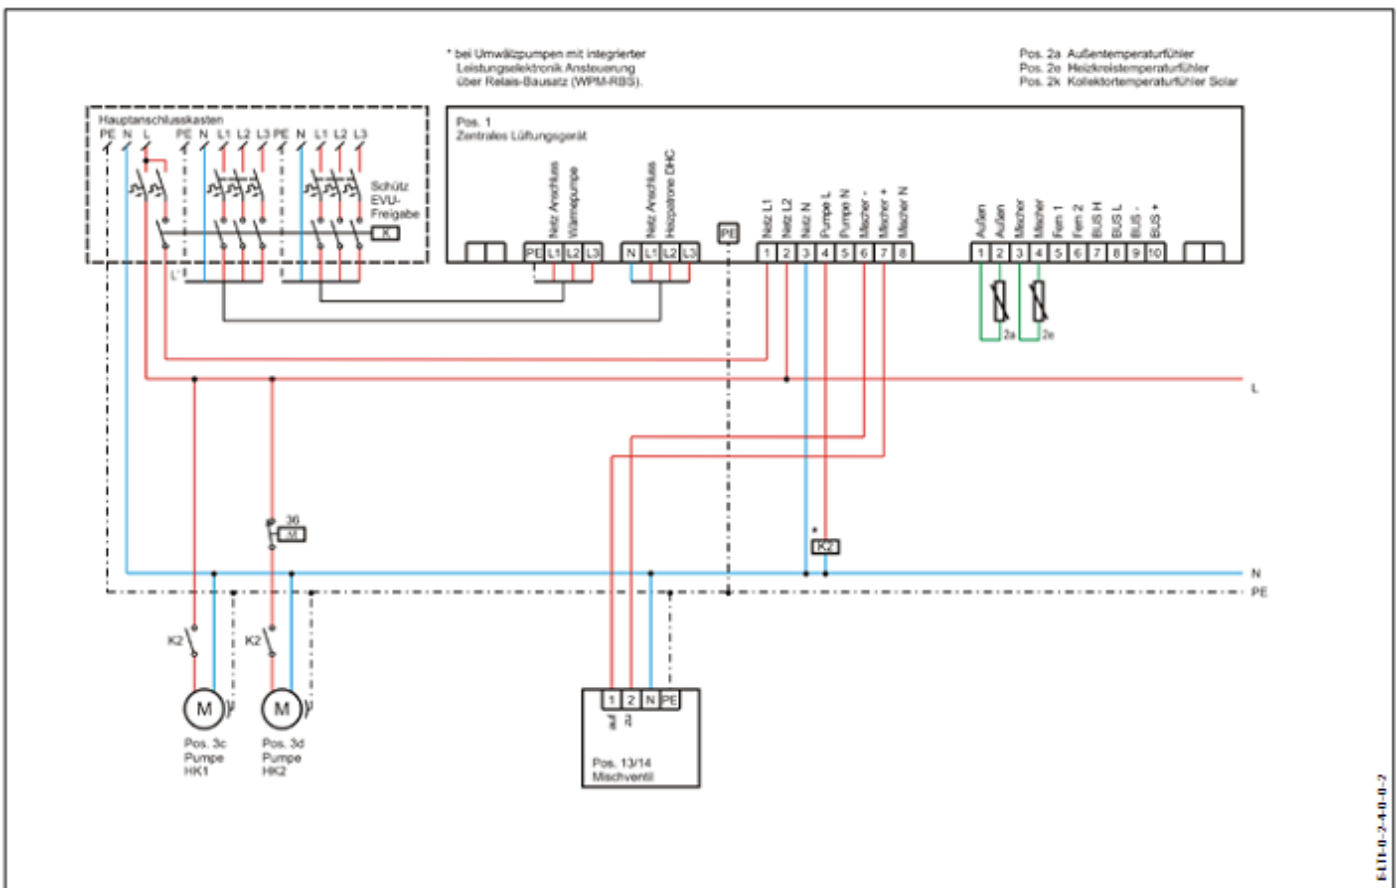 * bei Umwälzpumpen mit integrierter
Leistungselektronik Ansteuerung
über Relais-Bausatz (WPM-RBS).
Pos. 2a Außentemperaturfühler
Pos. 2e Heizkreistemperaturfühler
Pos. 2k Kollektortemperaturfühler Solar
Hauptanschlusskasten
PE N L PE N L1 L2 L3 PE N L1 L2 L3
Schütz
EVU-
Freigabe
K
L'
Pos. 1
Zentrales Lüftungsgerät
Netz Anschluss
Wärmepumpe
PE L1 L2 L3
Netz Anschluss
Heizpatrone DHC
N L1 L2 L3
PE
Netz L1
Netz L2
Netz N
Pumpe L
Pumpe N
Mischer -
Mischer +
Mischer N
1 2 3 4 5 6 7 8
Außen
Außen
Mischer
Mischer
Fern 1
Fern 2
BUS H
BUS L
BUS -
BUS +
1 2 3 4 5 6 7 8 9 10
2a
2e
L
36
Δt
*
K2
N
PE
K2
K2
M
M
Pos. 3c
Pumpe
HK1
Pos. 3d
Pumpe
HK2
1 2 N PE
auf
zu
Pos. 13/14
Mischventil